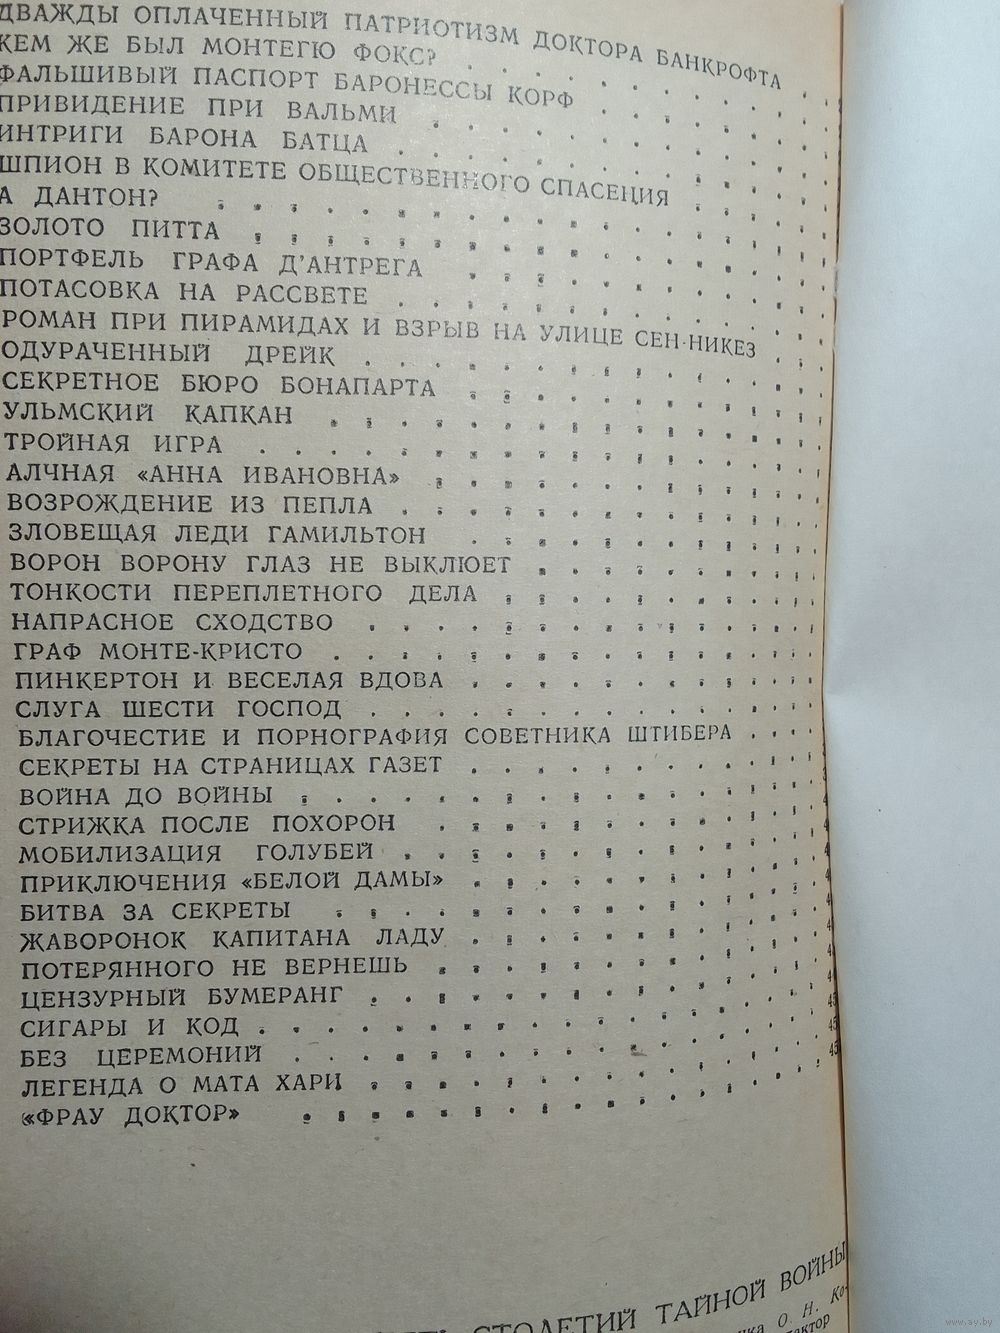 ДВАЖДЫ ОПЛАЧЕННЫЙ ПАТРИОТИЗМ ДОКТОРА БАНКРОФТА
КЕМ ЖЕ БЫЛ МОНТЕГЮ ФОКС?
ФАЛЬШИВЫЙ ПАСПОРТ БАРОНЕССЫ КОРФ
ПРИВИДЕНИЕ ПРИ ВАЛЬМИ
ИНТРИГИ БАРОНА БАТЦА
ШПИОН В КОМИТЕТЕ ОБЩЕСТВЕННОГО СПАСЕНИЯ
А ДАНТОН?
ЗОЛОТО ПИТТА
ПОРТФЕЛЬ ГРАФА Д'АНТРЕГА
ПОТАСОВКА НА РАССВЕТЕ
РОМАН ПРИ ПИРАМИДАХ И ВЗРЫВ НА УЛИЦЕ СЕН-НИКЕЗ
ОДУРАЧЕННЫЙ ДРЕЙК
СЕКРЕТНОЕ БЮРО БОНАПАРТА
УЛЬМСКИЙ КАПКАН
ТРОЙНАЯ ИГРА
АЛЧНАЯ «АННА ИВАНОВНА»
ВОЗРОЖДЕНИЕ ИЗ ПЕПЛА
ЗЛОВЕЩАЯ ЛЕДИ ГАМИЛЬТОН
ВОРОН ВОРОНУ ГЛАЗ НЕ ВЫКЛЮЕТ
ТОНКОСТИ ПЕРЕПЛЕТНОГО ДЕЛА
НАПРАСНОЕ СХОДСТВО
ГРАФ МОНТЕ-КРИСТО
ПИНКЕРТОН И ВЕСЕЛАЯ ВДОВА
СЛУГА ШЕСТИ ГОСПОД
БЛАГОЧЕСТИЕ И ПОРНОГРАФИЯ СОВЕТНИКА ШТИБЕРА
СЕКРЕТЫ НА СТРАНИЦАХ ГАЗЕТ
ВОЙНА ДО ВОЙНЫ
СТРИЖКА ПОСЛЕ ПОХОРОН
МОБИЛИЗАЦИЯ ГОЛУБЕЙ
ПРИКЛЮЧЕНИЯ «БЕЛОЙ ДАМЫ»
БИТВА ЗА СЕКРЕТЫ
ЖАВОРОНОК КАПИТАНА ЛАДУ
ПОТЕРЯННОГО НЕ ВЕРНЕШЬ
ЦЕНЗУРНЫЙ БУМЕРАНГ
СИГАРЫ И КОД
БЕЗ ЦЕРЕМОНИЙ
ЛЕГЕНДА О МАТА ХАРИ
«ФРАУ ДОКТОР»
СТОЛЕТИЙ ТАЙНОЙ ВОЙНЫ
О. Н. Ко-
www.ay.by